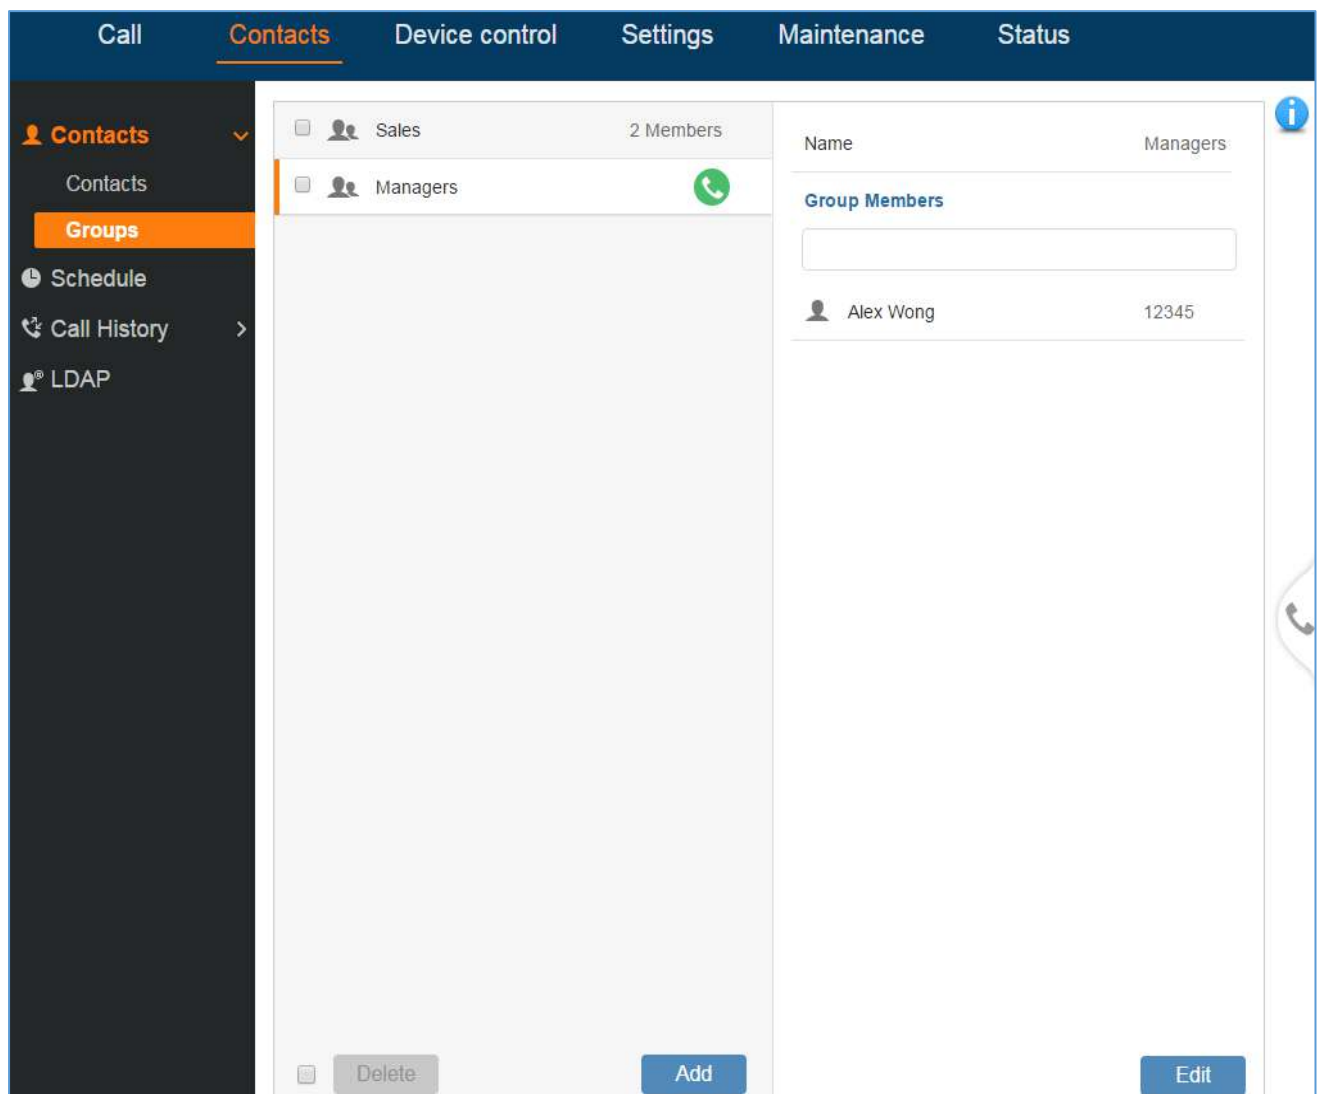 Call Contacts Device control Settings Maintenance Status
Contacts
Contacts
Groups
Schedule
Call History
LDAP
Sales 2 Members
Managers
Name Managers
Group Members
Alex Wong 12345
Delete Add
Edit